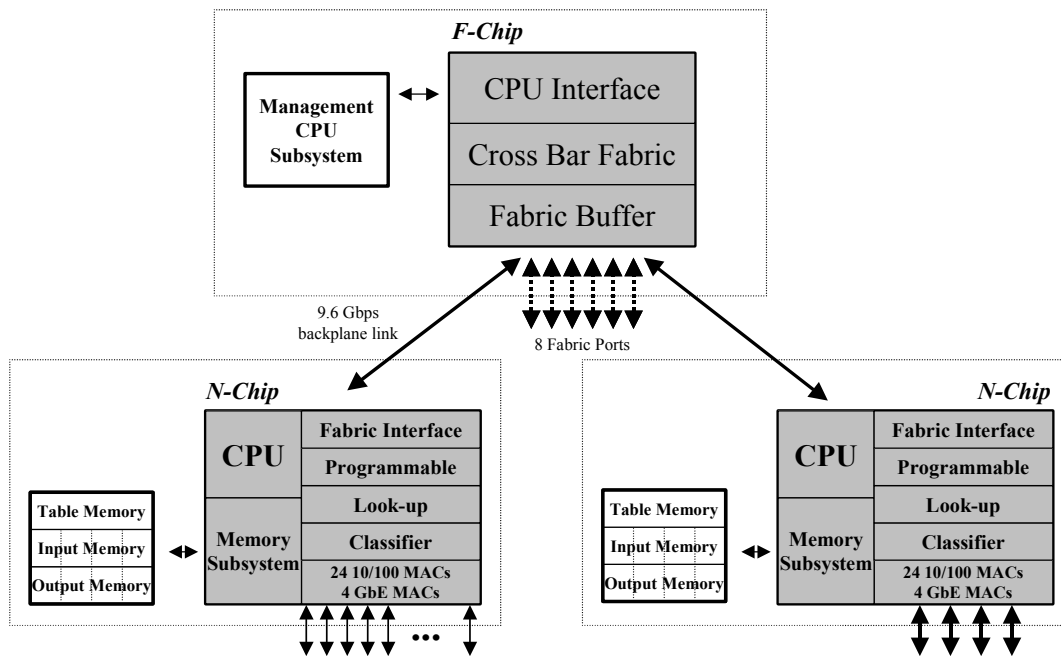 F-Chip
Management
CPU
Subsystem
CPU Interface
Cross Bar Fabric
Fabric Buffer
9.6 Gbps
backplane link
8 Fabric Ports
N-Chip
CPU
Memory
Subsystem
Fabric Interface
Programmable
Look-up
Classifier
24 10/100 MACs
4 GbE MACs
Table Memory
Input Memory
Output Memory
N-Chip
CPU
Memory
Subsystem
Fabric Interface
Programmable
Look-up
Classifier
24 10/100 MACs
4 GbE MACs
Table Memory
Input Memory
Output Memory